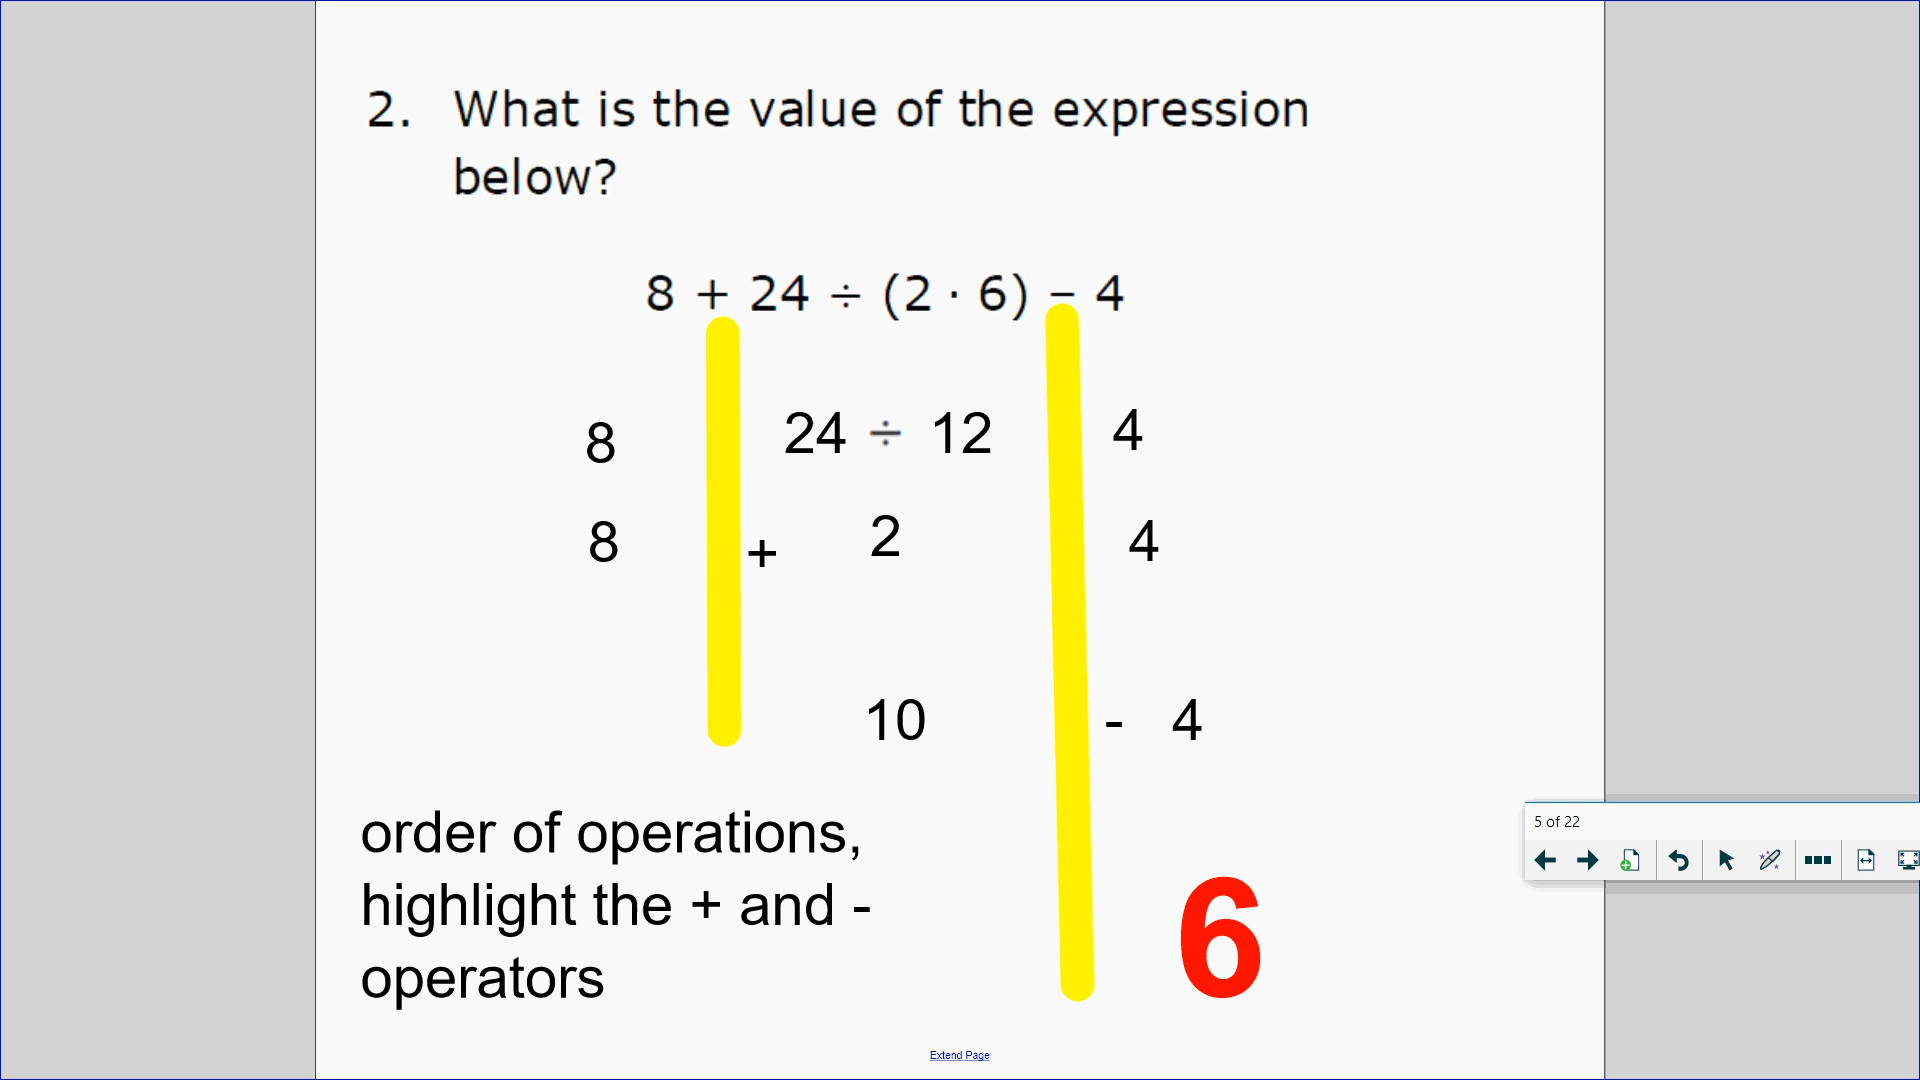 2. What is the value of the expression
below?
8 + 24 ÷ (2 · 6) − 4
8 24 ÷ 12 4
8 + 2 4
10 - 4
order of operations,
highlight the + and -
operators
6
5 of 22
Extend Page